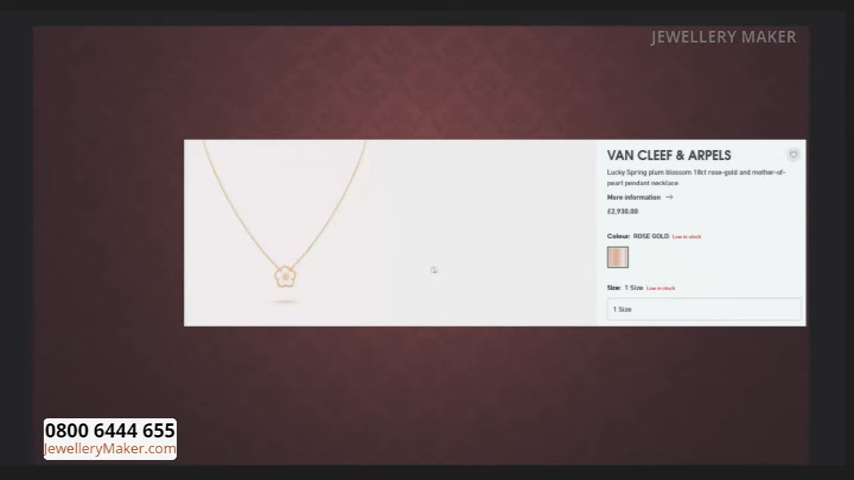 JEWELLERY MAKER
VAN CLEEF & ARPELS
Lucky Spring plum blossom 18ct rose-gold and mother-of-
pearl pendant necklace
More information →
£2,930.00
Colour: ROSE GOLD Low in stock
Size: 1 Size Low in stock
1 Size
0800 6444 655
JewelleryMaker.com